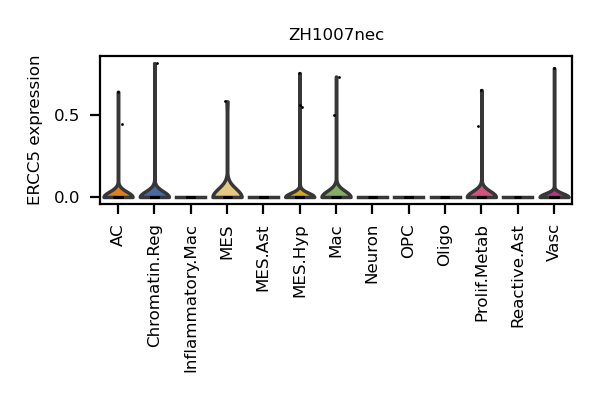 ZH1007nec
ERCC5 expression
0.5
0.0
AC
Chromatin.Reg
Inflammatory.Mac
MES
MES.Ast
MES.Hyp
Mac
Neuron
OPC
Oligo
Prolif.Metab
Reactive.Ast
Vasc